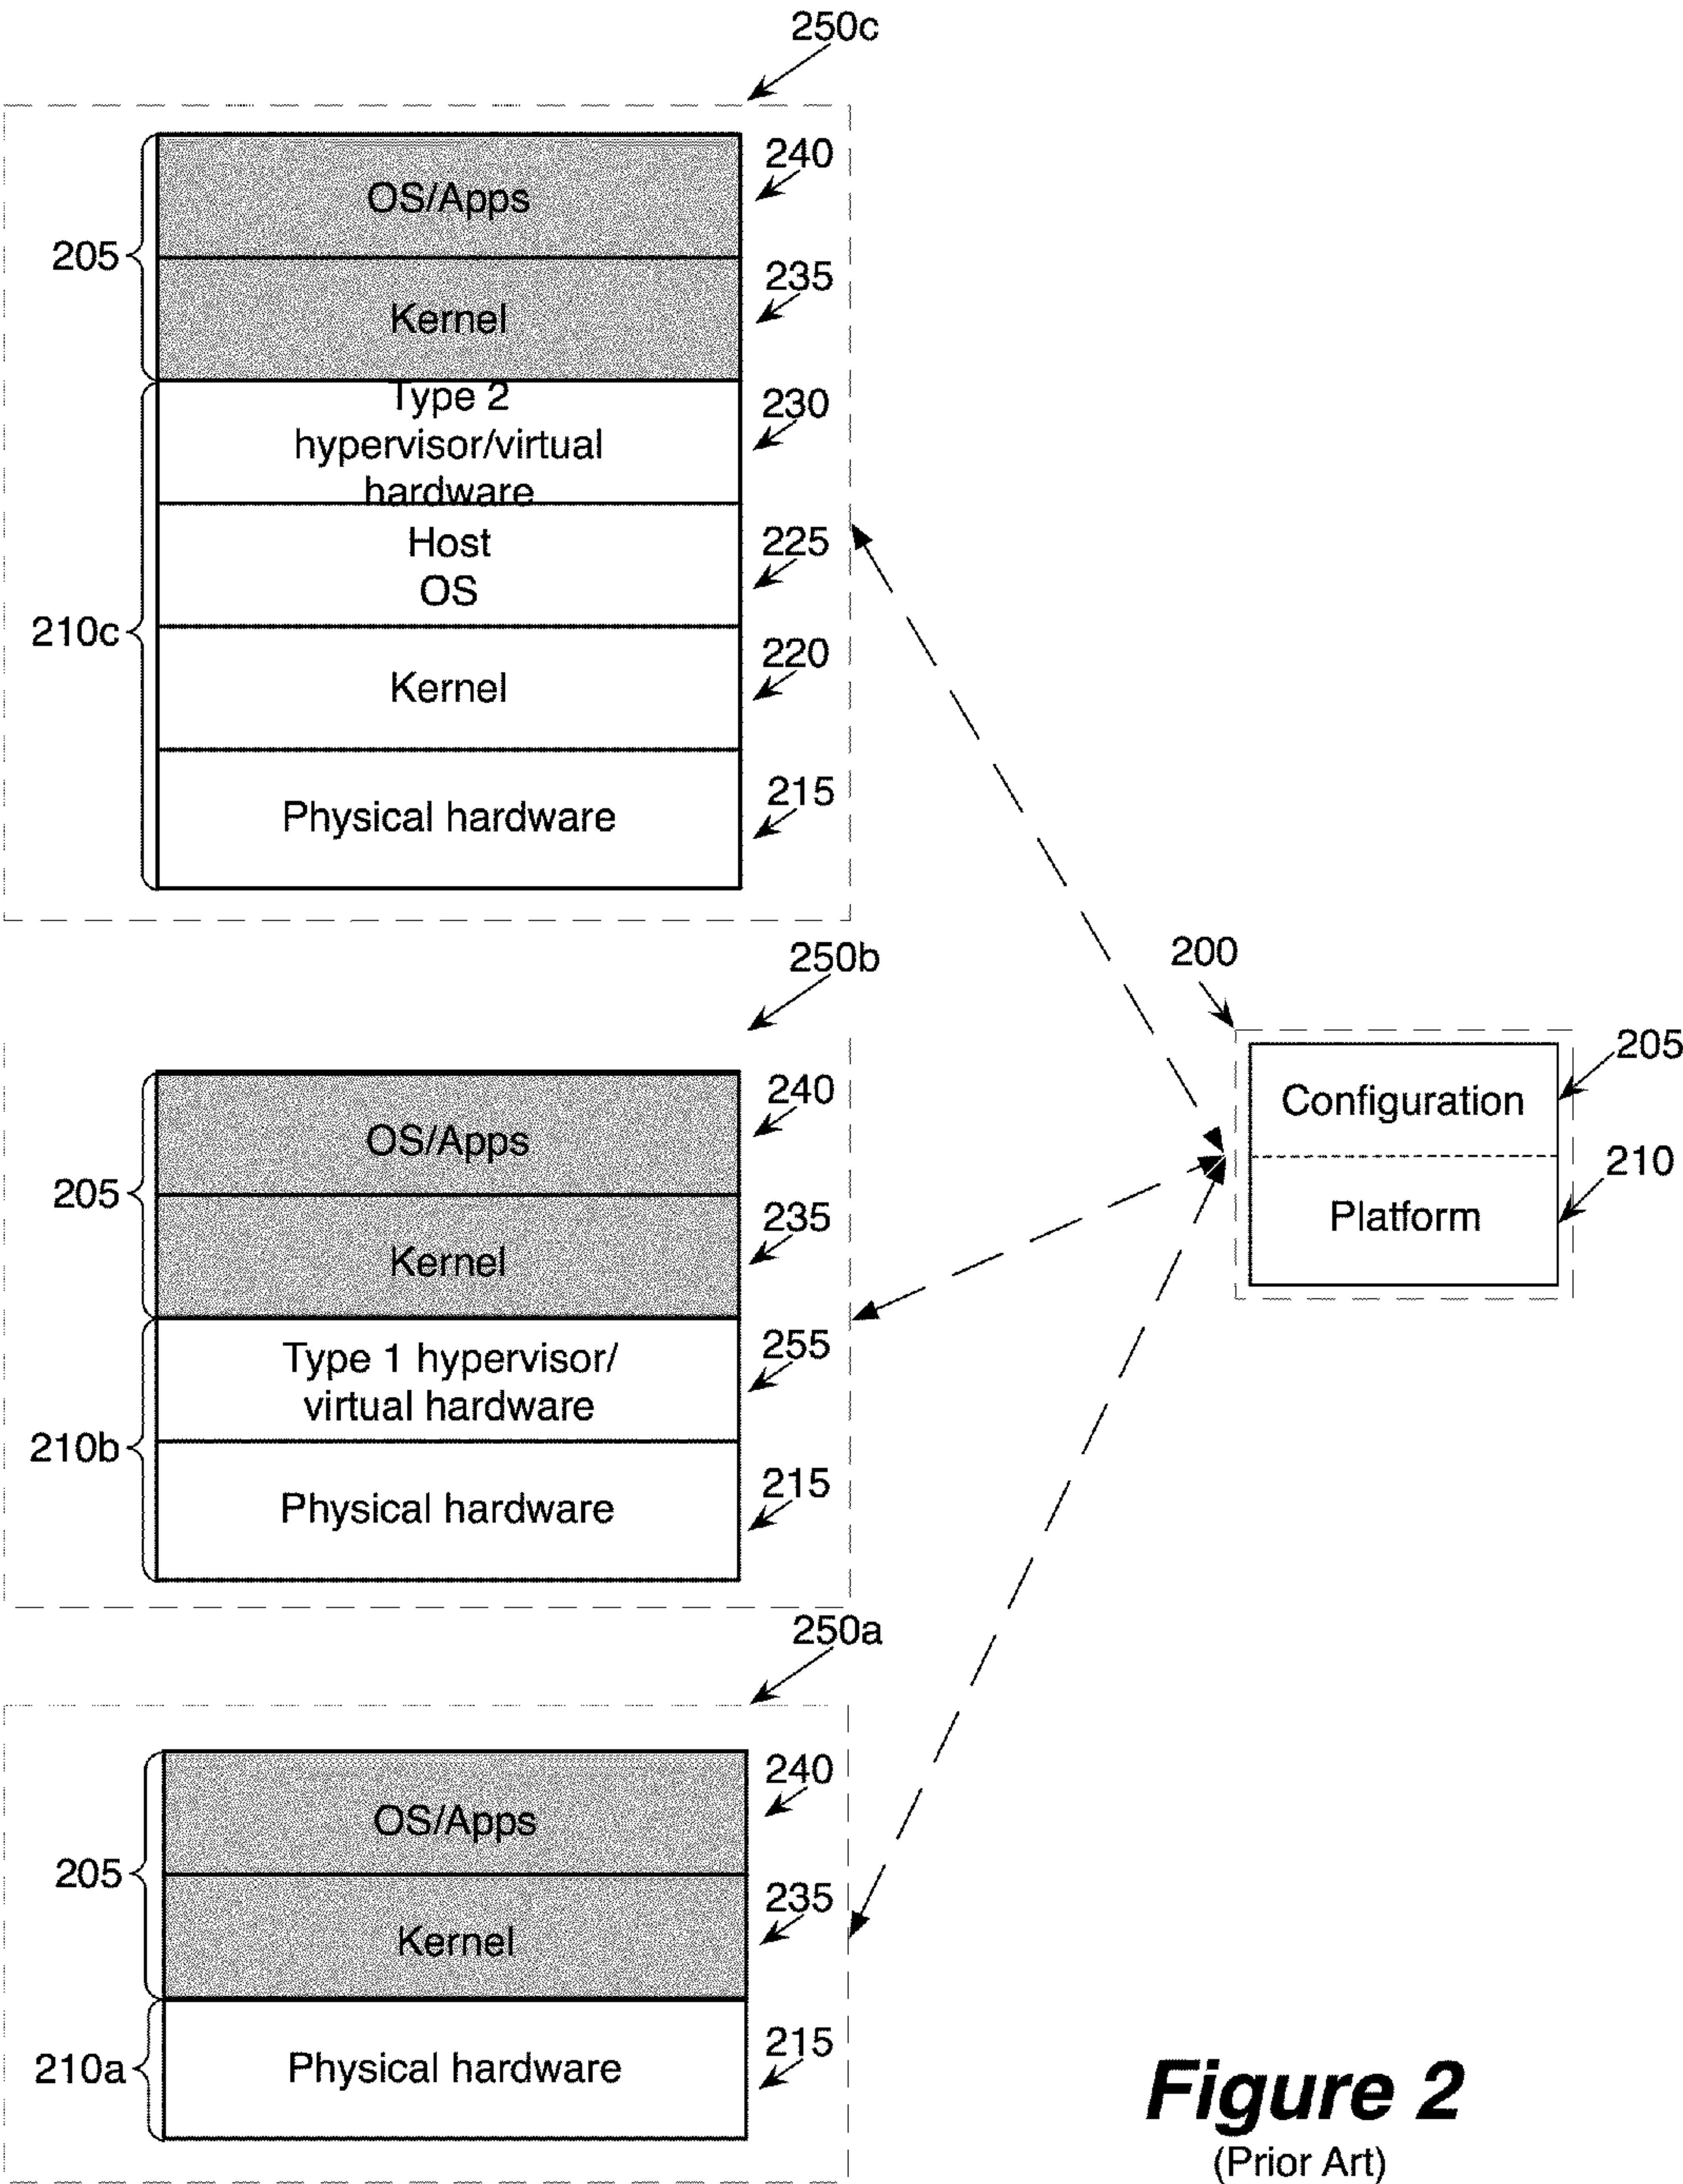 250c
240
OS/Apps
205
235
Kernel
230
Type 2
hypervisor/virtual
hardware
225
Host
OS
210c
220
Kernel
215
Physical hardware
250b
200
205
Configuration
210
Platform
240
OS/Apps
205
235
Kernel
255
Type 1 hypervisor/
virtual hardware
210b
215
Physical hardware
250a
240
OS/Apps
205
235
Kernel
215
210a
Physical hardware
Figure 2
(Prior Art)